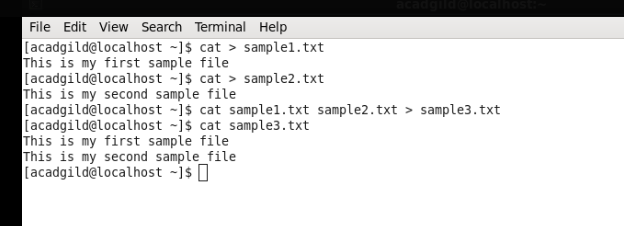 acadgild@localhost:~
File Edit View Search Terminal Help
[acadgild@localhost ~]$ cat > sample1.txt
This is my first sample file
[acadgild@localhost ~]$ cat > sample2.txt
This is my second sample file
[acadgild@localhost ~]$ cat sample1.txt sample2.txt > sample3.txt
[acadgild@localhost ~]$ cat sample3.txt
This is my first sample file
This is my second sample file
[acadgild@localhost ~]$